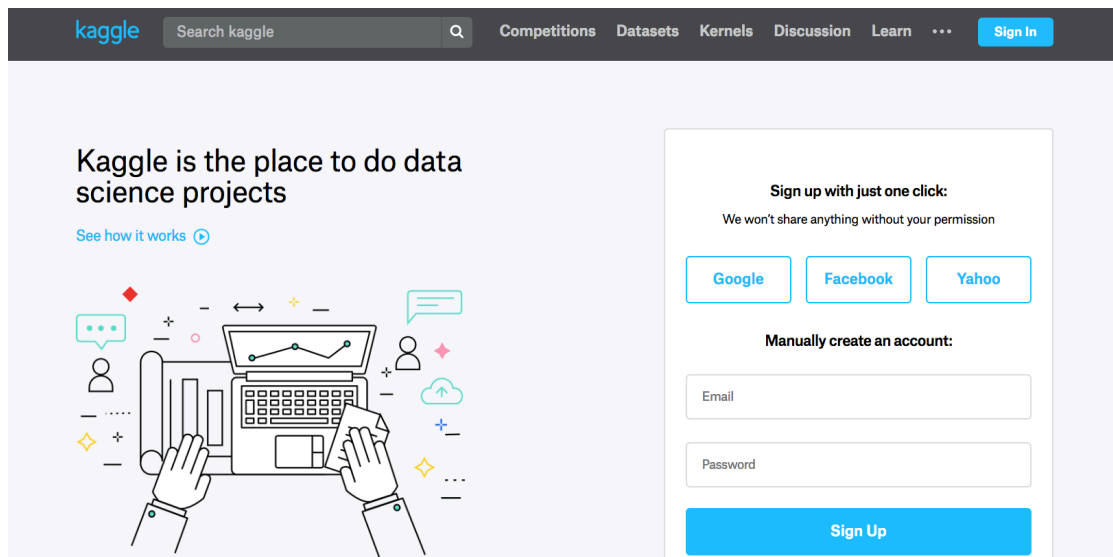 kaggle
Search kaggle
Competitions
Datasets
Kernels
Discussion
Learn
•••
Sign In
Kaggle is the place to do data
science projects
See how it works
Sign up with just one click:
We won't share anything without your permission
Google
Facebook
Yahoo
Manually create an account:
Email
Password
Sign Up